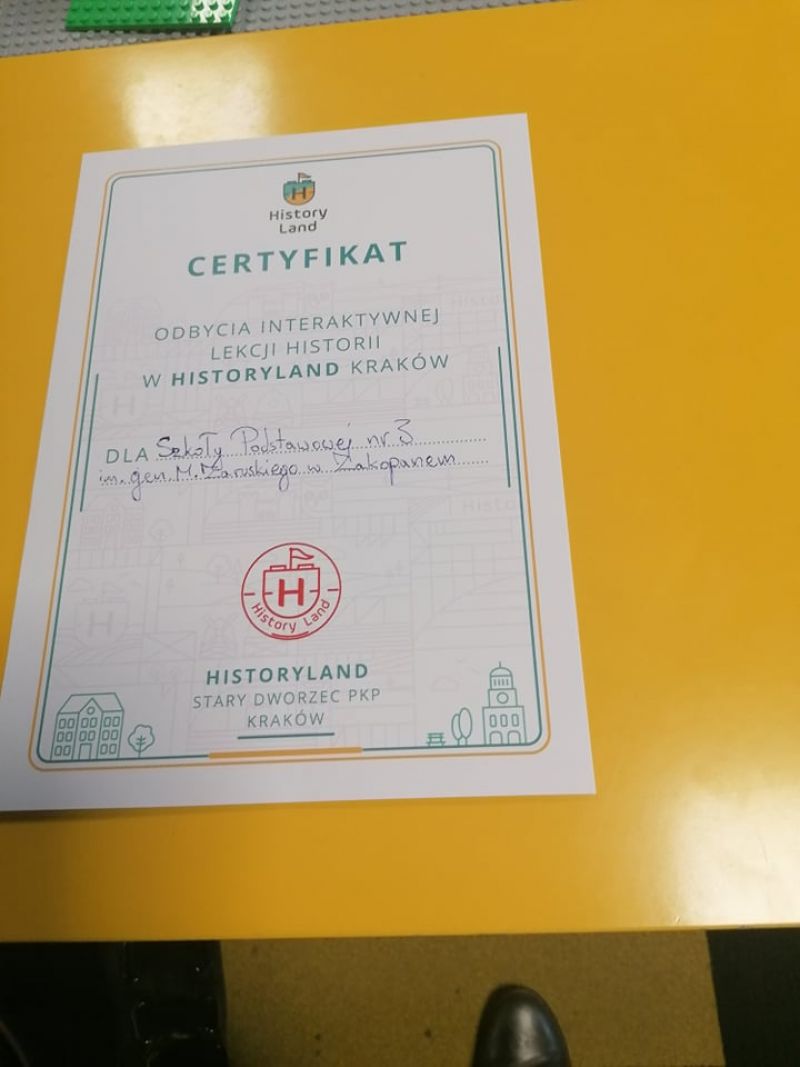 History
Land
CERTYFIKAT
ODBYCIA INTERAKTYWNEJ
LEKCJI HISTORII
W HISTORYLAND KRAKÓW
DLA Szkoły Podstawowej nr 3
im. gen. M. Zaruskiego w Zakopanem
H
History Land
HISTORYLAND
STARY DWORZEC PKP
KRAKÓW